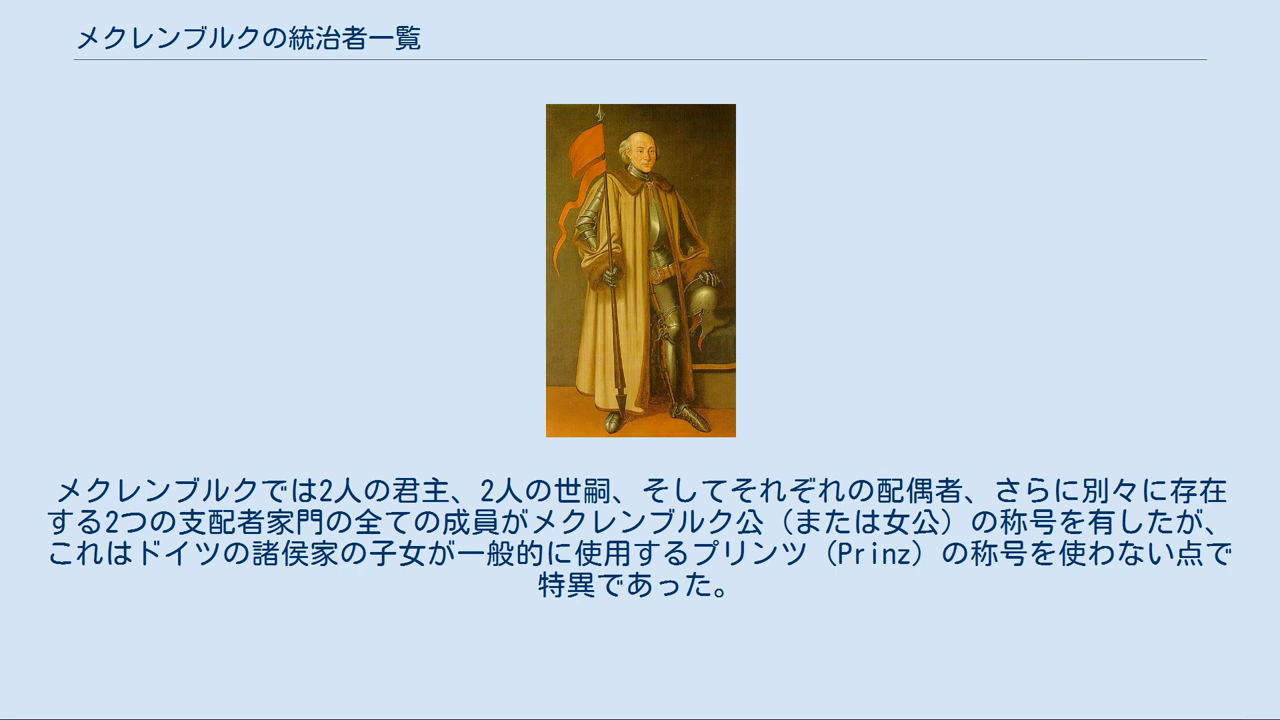 メクレンブルクの統治者一覧
メクレンブルクでは2人の君主、2人の世嗣、そしてそれぞれの配偶者、さらに別々に存在
する2つの支配者家門の全ての成員がメクレンブルク公（または女公）の称号を有したが、
これはドイツの諸侯家の子女が一般的に使用するプリンツ（Prinz）の称号を使わない点で
特異であった。